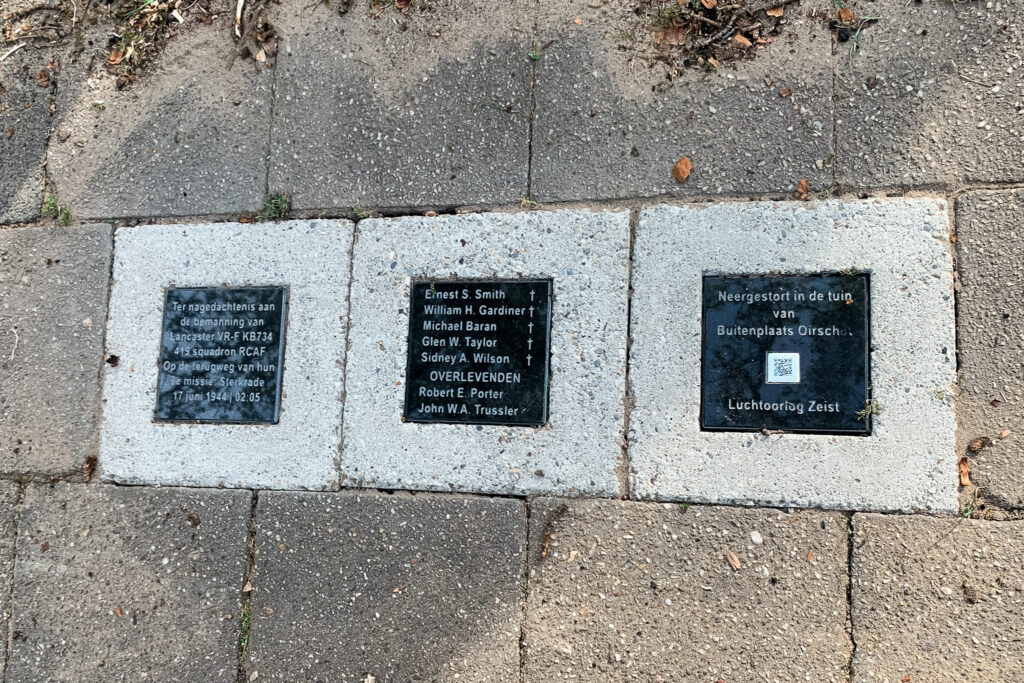 Ter nagedachtenis aan
de bemanning van
Lancaster VR-F KB734
419 squadron RCAF
Op de terugweg van hun
8e missie: Sterkrade
17 juni 1944 | 02:05
Ernest S. Smith †
William H. Gardiner †
Michael Baran †
Glen W. Taylor †
Sidney A. Wilson †
OVERLEVENDEN
Robert E. Porter
John W.A. Trussler
Neergestort in de tuin
van
Buitenplaats Oirschot
Luchtoorlog Zeist